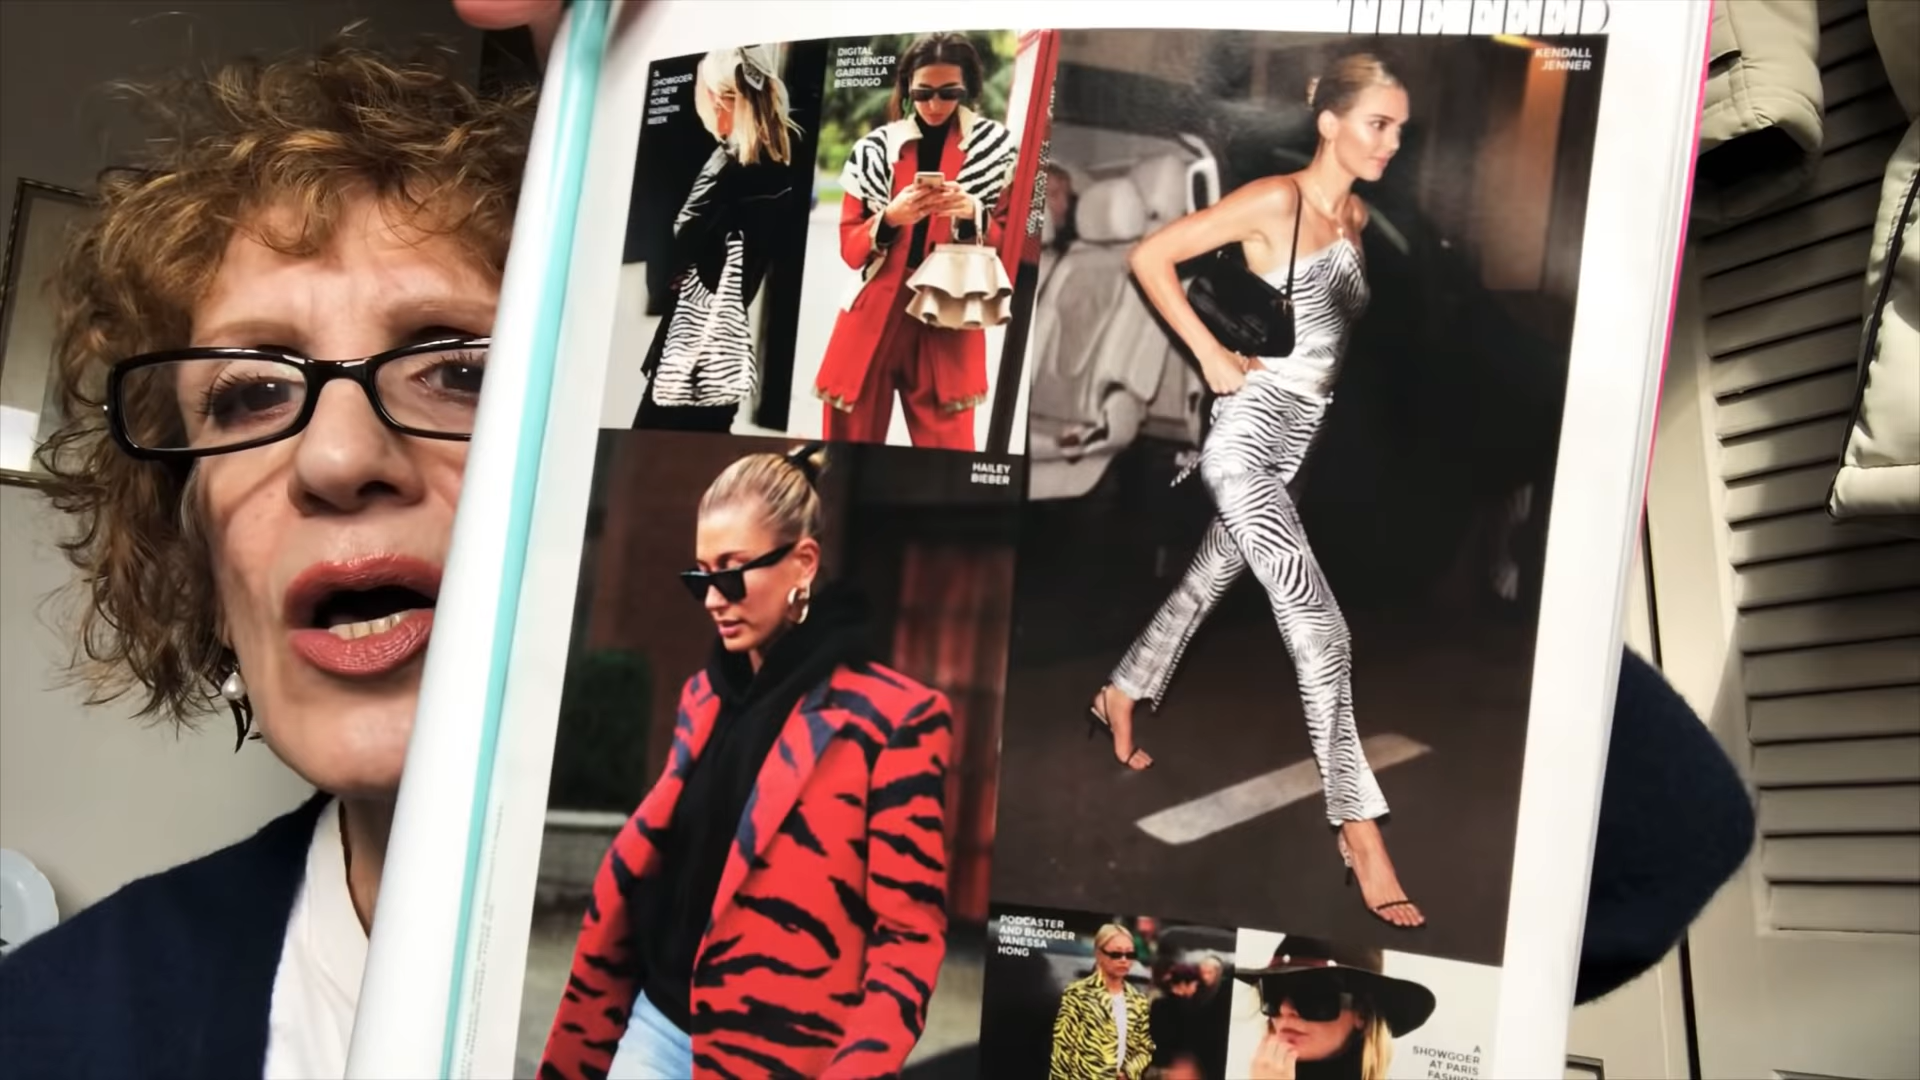 A
SHOWGOER
AT NEW
YORK
FASHION
WEEK
DIGITAL
INFLUENCER
GABRIELLA
BERDUGO
KENDALL
JENNER
HAILEY
BIEBER
PODCASTER
AND BLOGGER
VANESSA
HONG
A
SHOWGOER
AT PARIS
FASHION